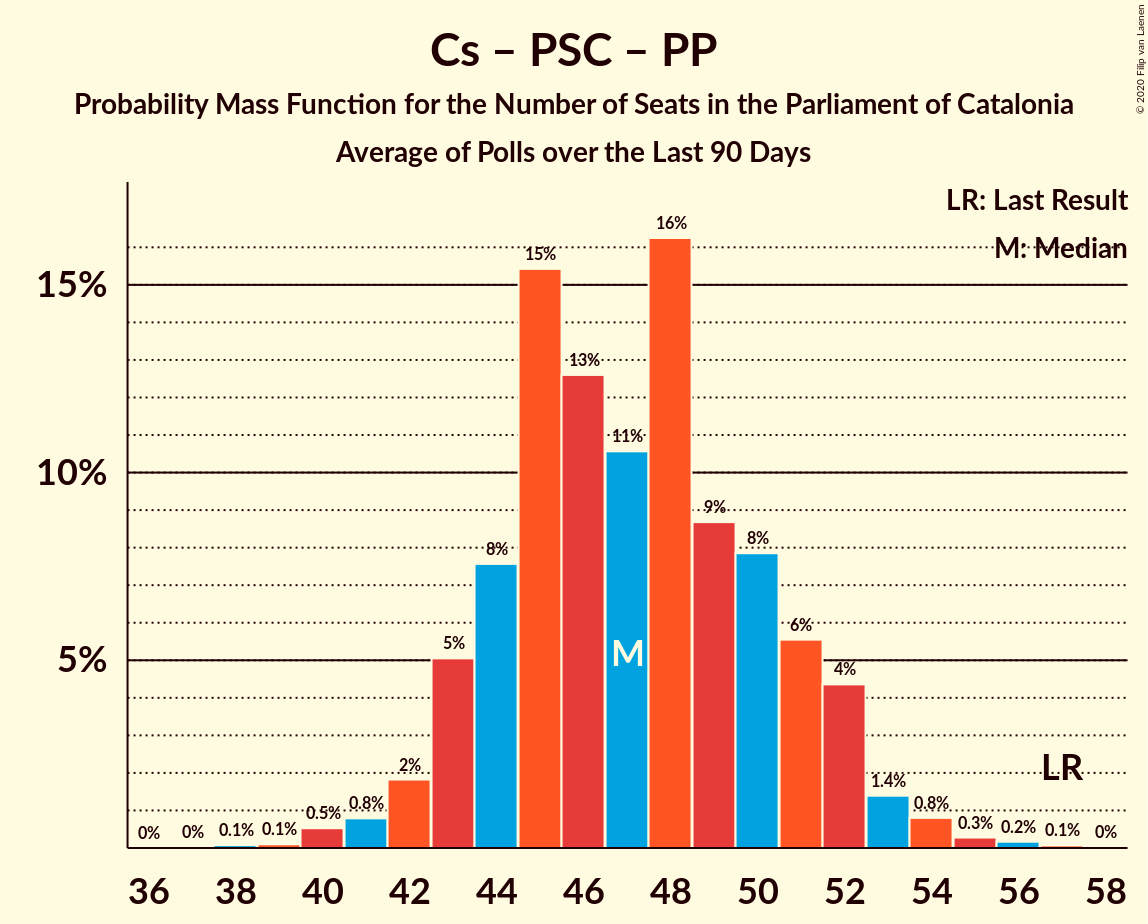 Cs – PSC – PP
Probability Mass Function for the Number of Seats in the Parliament of Catalonia
Average of Polls over the Last 90 Days
© 2020 Filip van Laenen
LR: Last Result
M: Median
15%
10%
5%
0%
0%
0.1%
0.1%
0.5%
0.8%
2%
5%
8%
15%
13%
11%
16%
9%
8%
6%
4%
1.4%
0.8%
0.3%
0.2%
0.1%
0%
M
LR
36 38 40 42 44 46 48 50 52 54 56 58